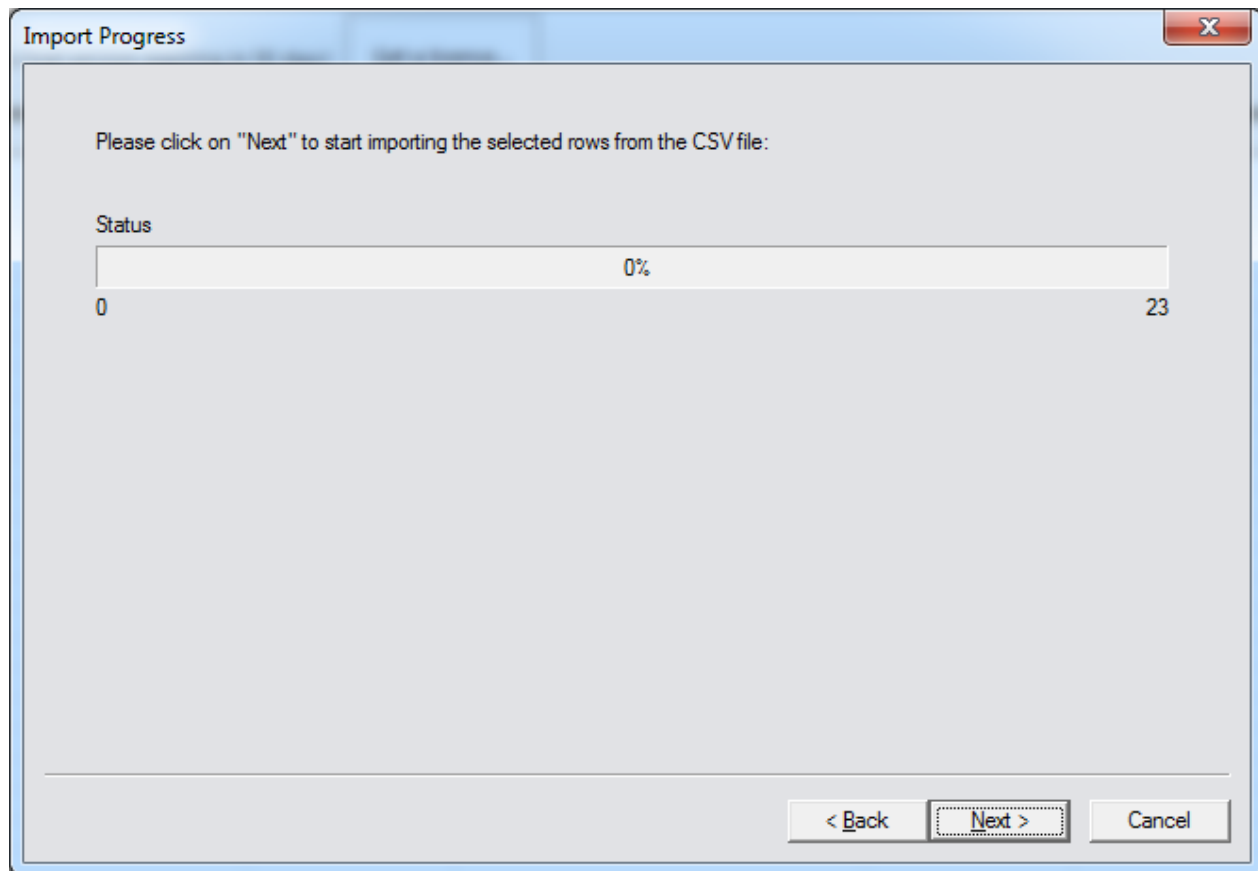 Import Progress
Please click on "Next" to start importing the selected rows from the CSV file:
Status
0%
0 23
< Back Next > Cancel